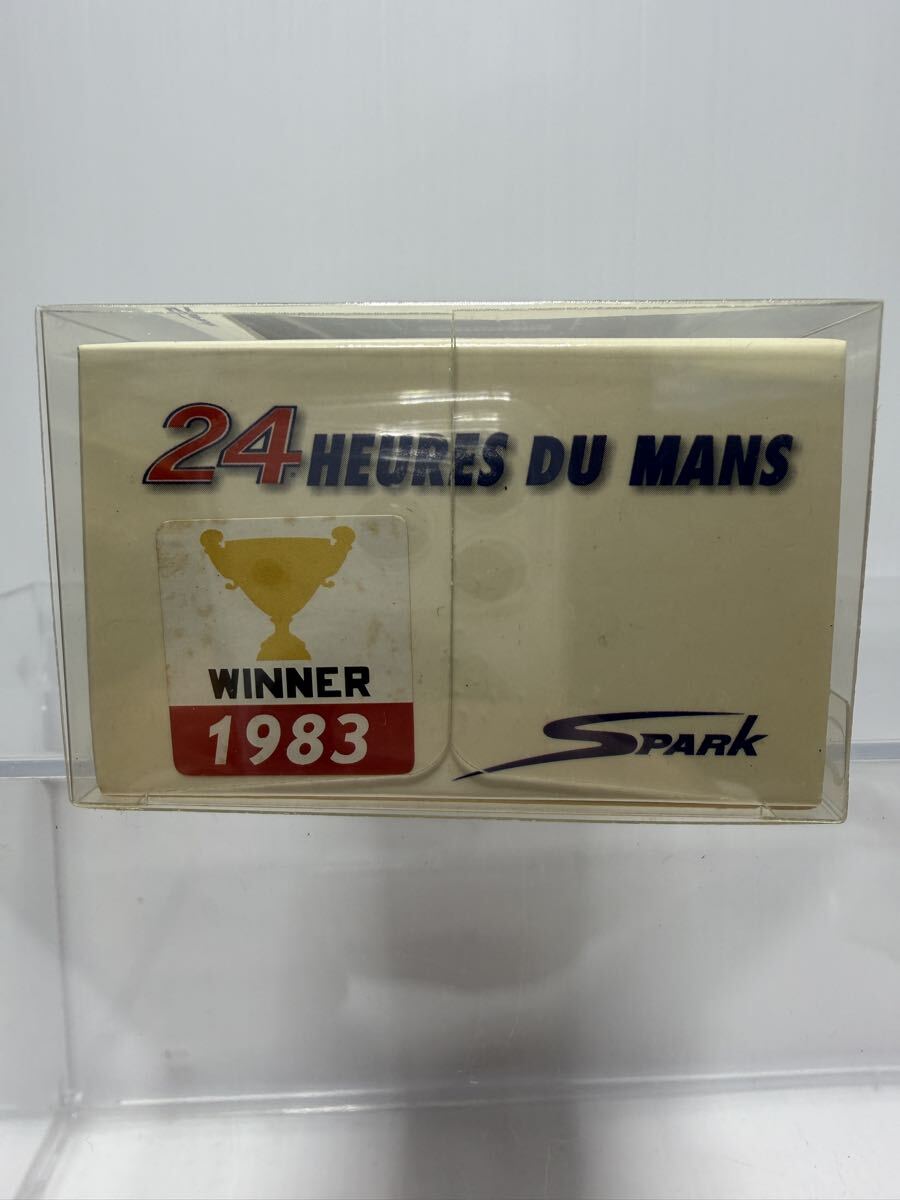 24 HEURES DU MANS
WINNER
1983
SPARK